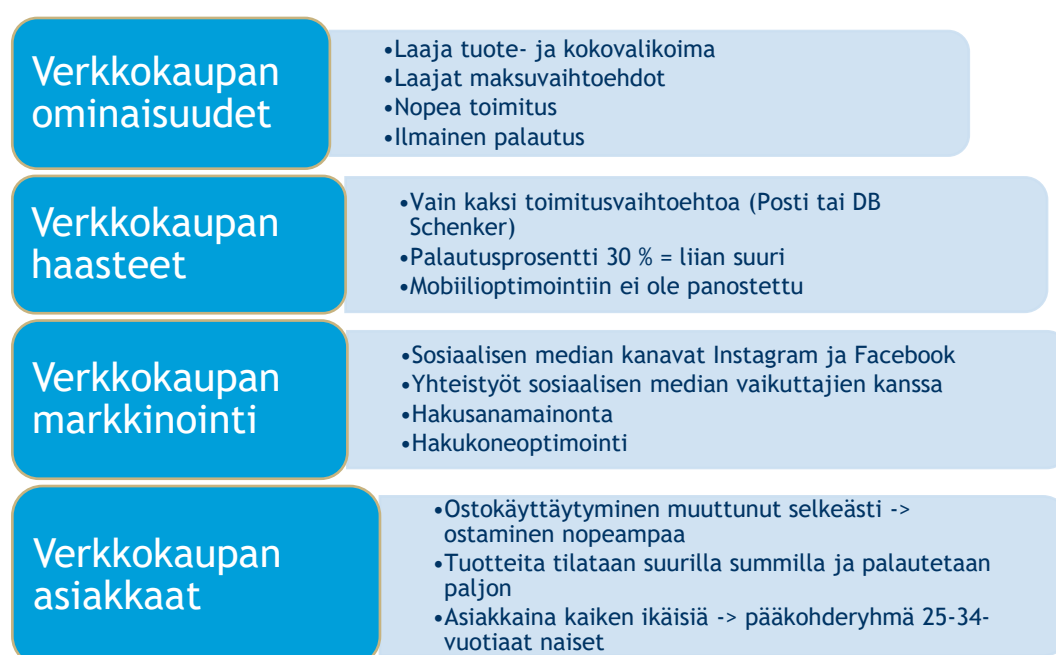 Verkkokaupan
ominaisuudet
•Laaja tuote- ja kokovalikoima
•Laajat maksuvaihtoehdot
•Nopea toimitus
•Ilmainen palautus
Verkkokaupan
haasteet
•Vain kaksi toimitusvaihtoehtoa (Posti tai DB
Schenker)
•Palautusprosentti 30 % = liian suuri
•Mobiilioptimointiin ei ole panostettu
Verkkokaupan
markkinointi
•Sosiaalisen median kanavat Instagram ja Facebook
•Yhteistyöt sosiaalisen median vaikuttajien kanssa
•Hakusanamainonta
•Hakukoneoptimointi
Verkkokaupan
asiakkaat
•Ostokäyttäytyminen muuttunut selkeästi ->
ostaminen nopeampaa
•Tuotteita tilataan suurilla summilla ja palautetaan
paljon
•Asiakkaina kaiken ikäisiä -> pääkohderyhmä 25-34-
vuotiaat naiset